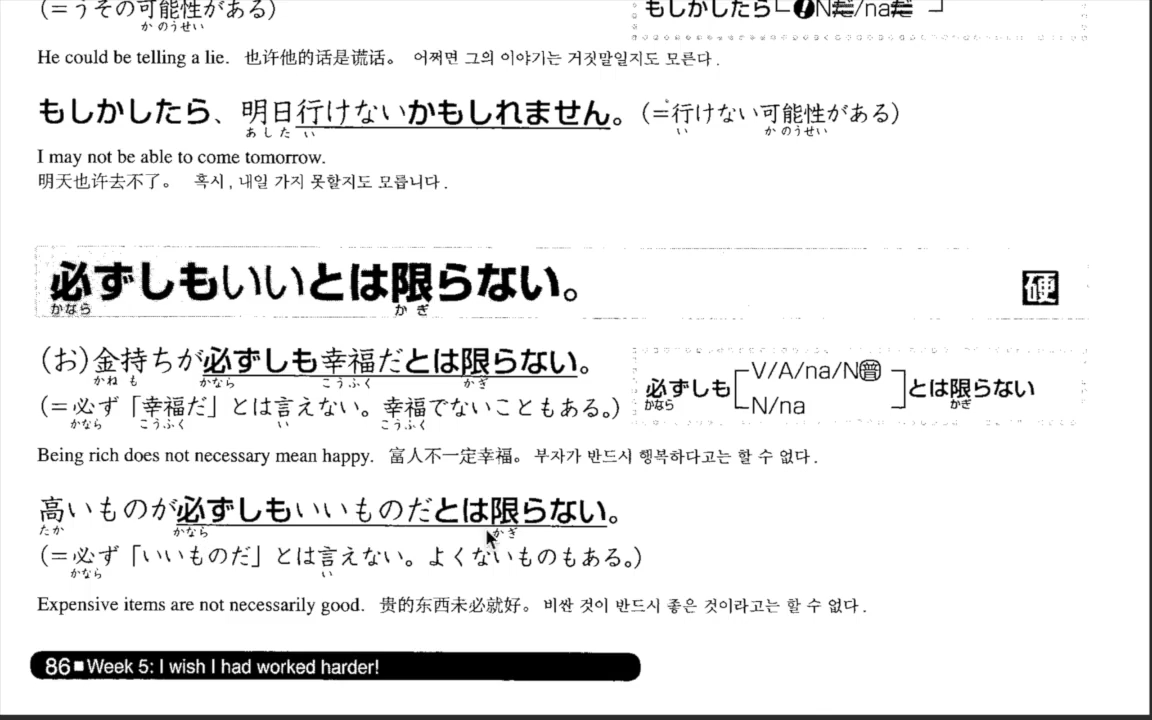 (＝うその可能性がある)
かのうせい
もしかしたら N/na
He could be telling a lie. 也许他的话是谎话。 어쩌면 그의 이야기는 거짓말일지도 모른다.
もしかしたら、明日行けないかもしれません。(＝行けない可能性がある)
あした い い かのうせい
I may not be able to come tomorrow.
明天也许去不了。 혹시, 내일 가지 못할지도 모릅니다.
必ずしもいいとは限らない。 硬
かなら かぎ
(お)金持ちが必ずしも幸福だとは限らない。
かね も かなら こうふく かぎ
(＝必ず「幸福だ」とは言えない。幸福でないこともある。)
かなら こうふく い こうふく
必ずしも V/A/na/N普 とは限らない
かなら N/na かぎ
Being rich does not necessary mean happy. 富人不一定幸福。 부자가 반드시 행복하다고는 할 수 없다.
高いものが必ずしもいいものだとは限らない。
たか かなら かぎ
(＝必ず「いいものだ」とは言えない。よくないものもある。)
かなら い
Expensive items are not necessarily good. 贵的东西未必就好。 비싼 것이 반드시 좋은 것이라고는 할 수 없다.
86■Week 5: I wish I had worked harder!